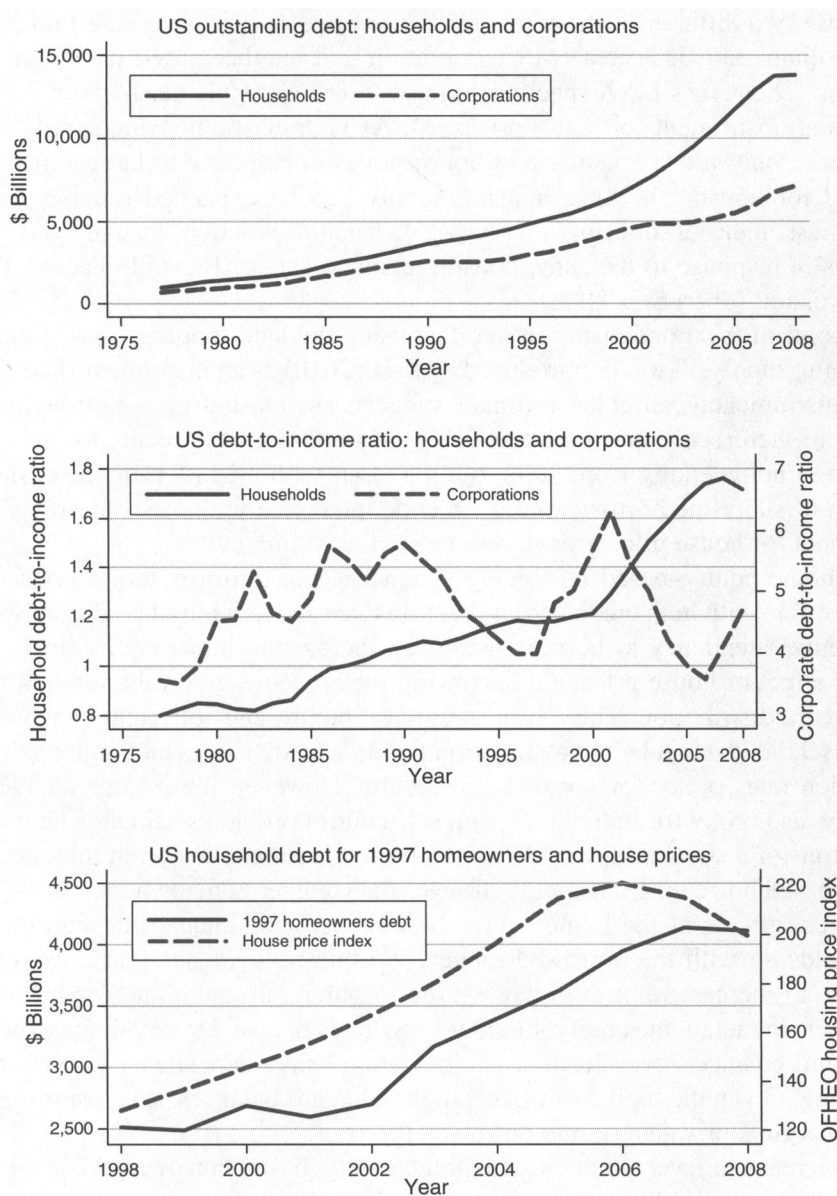 US outstanding debt: households and corporations
15,000
10,000
5,000
0
$ Billions
Households
Corporations
1975
1980
1985
1990
1995
2000
2005
2008
Year
US debt-to-income ratio: households and corporations
1.8
1.6
1.4
1.2
1
0.8
Household debt-to-income ratio
Households
Corporations
7
6
5
4
3
Corporate debt-to-income ratio
1975
1980
1985
1990
1995
2000
2005
2008
Year
US household debt for 1997 homeowners and house prices
4,500
4,000
3,500
3,000
2,500
$ Billions
1997 homeowners debt
House price index
220
200
180
160
140
120
OFHEO housing price index
1998
2000
2002
2004
2006
2008
Year